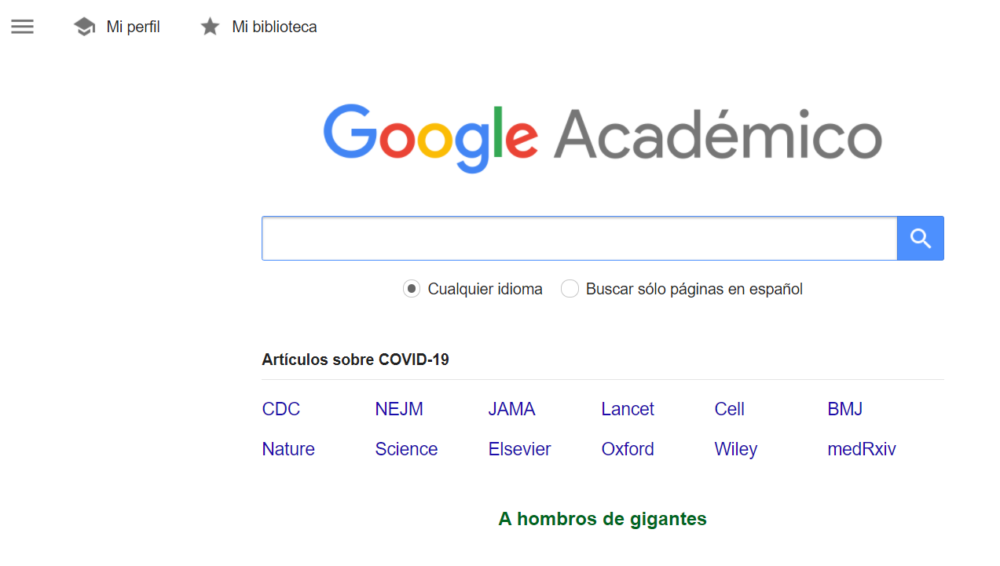 Mi perfil Mi biblioteca
Google Académico
Cualquier idioma Buscar sólo páginas en español
Artículos sobre COVID-19
CDC NEJM JAMA Lancet Cell BMJ
Nature Science Elsevier Oxford Wiley medRxiv
A hombros de gigantes